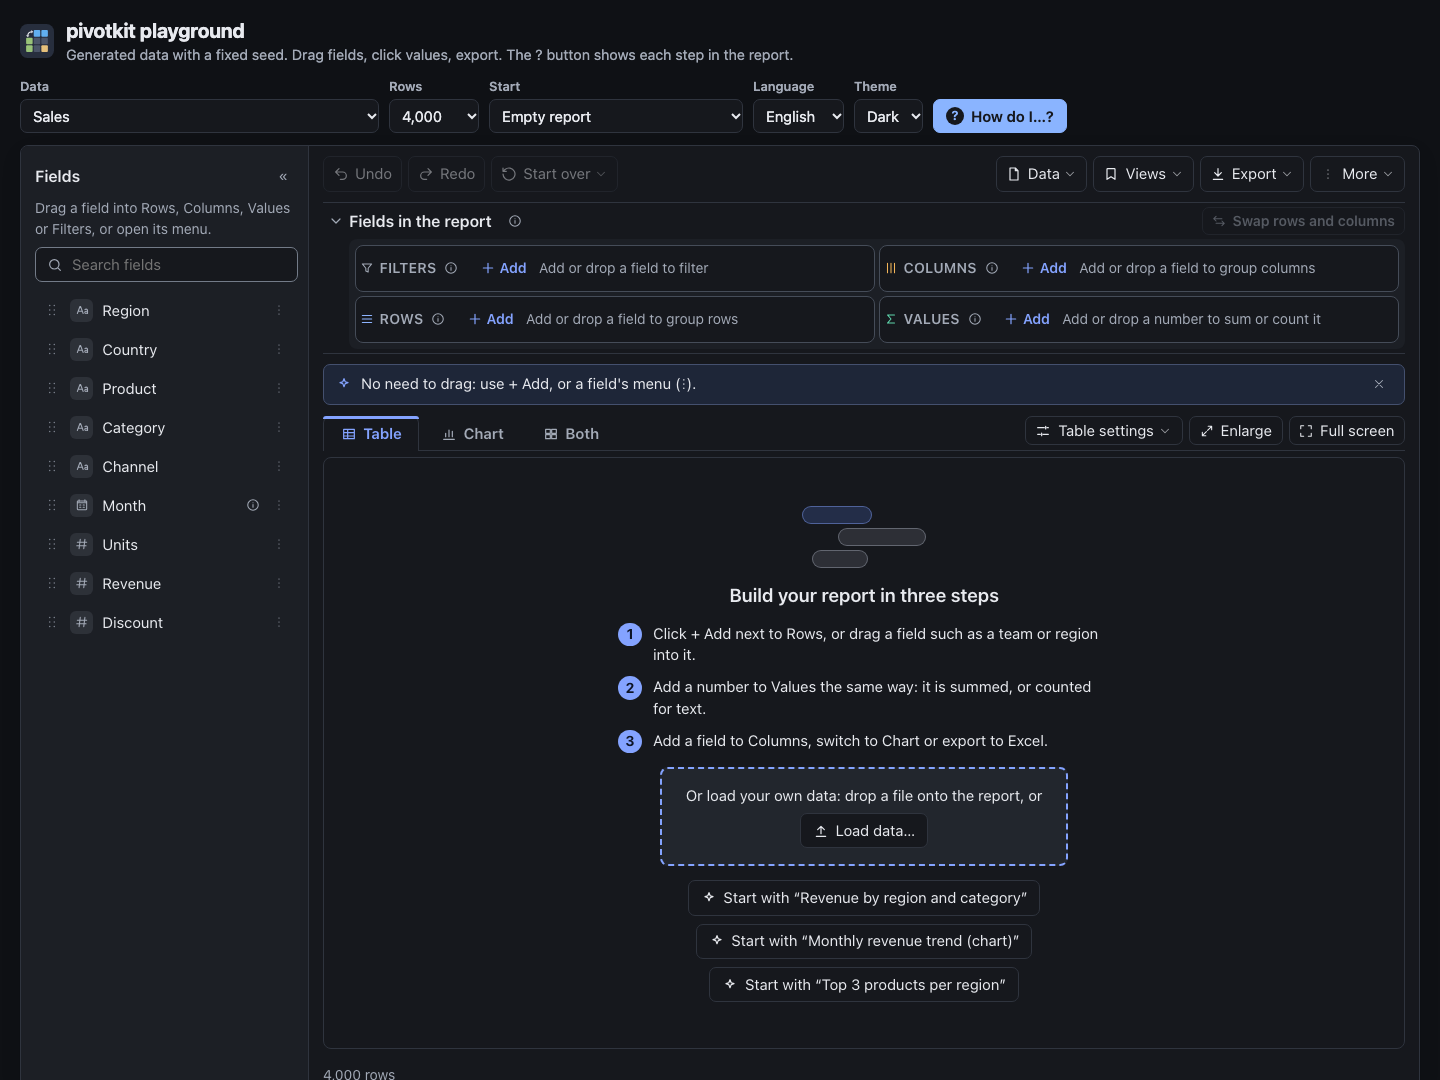 pivotkit playground
Generated data with a fixed seed. Drag fields, click values, export. The ? button shows each step in the report.
Data
Rows
Start
Language
Theme
Sales
4,000
Empty report
English
Dark
? How do I...?
Fields
«
Drag a field into Rows, Columns, Values
or Filters, or open its menu.
Search fields
Aa Region
Aa Country
Aa Product
Aa Category
Aa Channel
Month
# Units
# Revenue
# Discount
Undo
Redo
Start over
Data
Views
Export
More
Fields in the report
Swap rows and columns
FILTERS + Add Add or drop a field to filter
COLUMNS + Add Add or drop a field to group columns
ROWS + Add Add or drop a field to group rows
Σ VALUES + Add Add or drop a number to sum or count it
No need to drag: use + Add, or a field's menu (⋮).
Table
Chart
Both
Table settings
Enlarge
Full screen
Build your report in three steps
1 Click + Add next to Rows, or drag a field such as a team or region
into it.
2 Add a number to Values the same way: it is summed, or counted
for text.
3 Add a field to Columns, switch to Chart or export to Excel.
Or load your own data: drop a file onto the report, or
Load data...
Start with “Revenue by region and category”
Start with “Monthly revenue trend (chart)”
Start with “Top 3 products per region”
4,000 rows